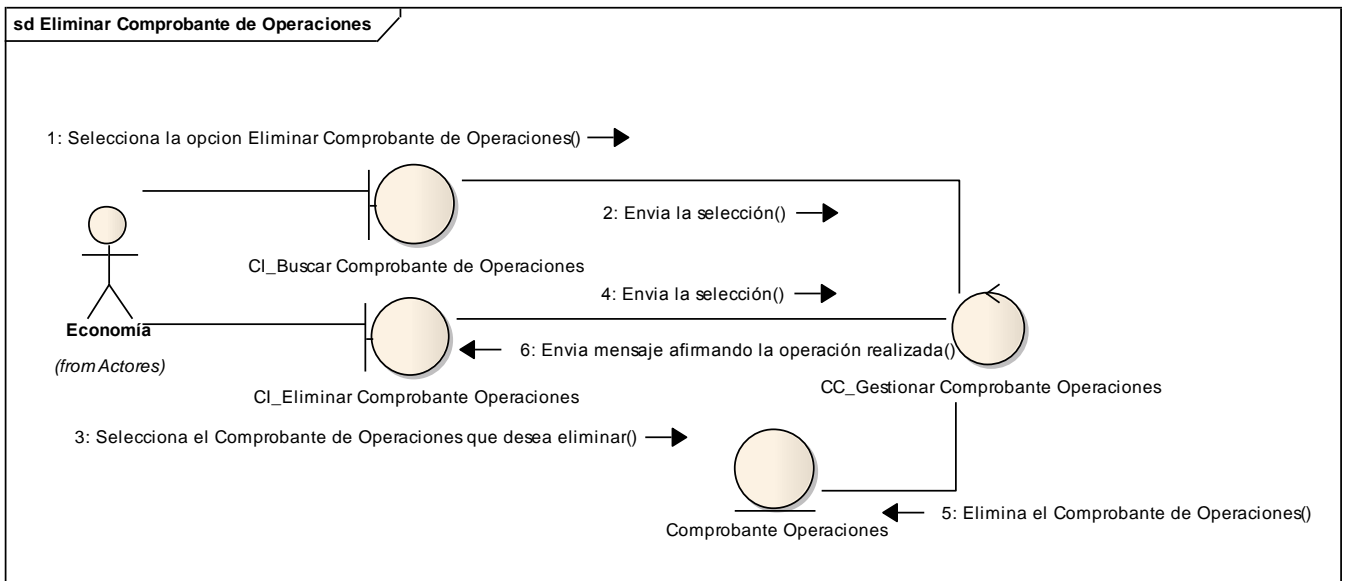 sd Eliminar Comprobante de Operaciones
1: Selecciona la opcion Eliminar Comprobante de Operaciones()
2: Envia la selección()
CI_Buscar Comprobante de Operaciones
4: Envia la selección()
Economía
(from Actores)
6: Envia mensaje afirmando la operación realizada()
CC_Gestionar Comprobante Operaciones
CI_Eliminar Comprobante Operaciones
3: Selecciona el Comprobante de Operaciones que desea eliminar()
5: Elimina el Comprobante de Operaciones()
Comprobante Operaciones